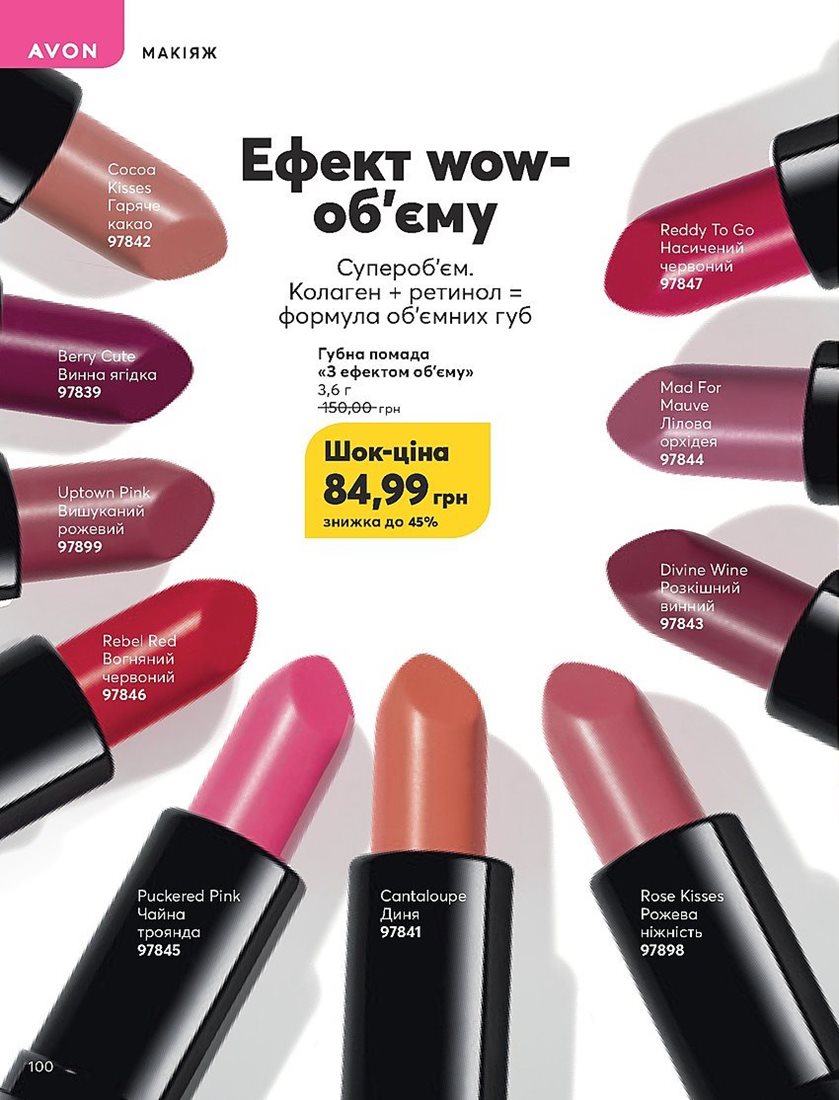 AVON
МАКІЯЖ
Ефект wow-
об'єму
Супероб'єм.
Колаген + ретинол =
формула об'ємних губ
Губна помада
«З ефектом об'єму»
3,6 г
150,00 грн
Шок-ціна
84,99 грн
знижка до 45%
Cocoa
Kisses
Гаряче
какао
97842
Berry Cute
Винна ягідка
97839
Uptown Pink
Вишуканий
рожевий
97899
Rebel Red
Вогняний
червоний
97846
Puckered Pink
Чайна
троянда
97845
Cantaloupe
Диня
97841
Rose Kisses
Рожева
ніжність
97898
Reddy To Go
Насичений
червоний
97847
Mad For
Mauve
Лілова
орхідея
97844
Divine Wine
Розкішний
винний
97843
100